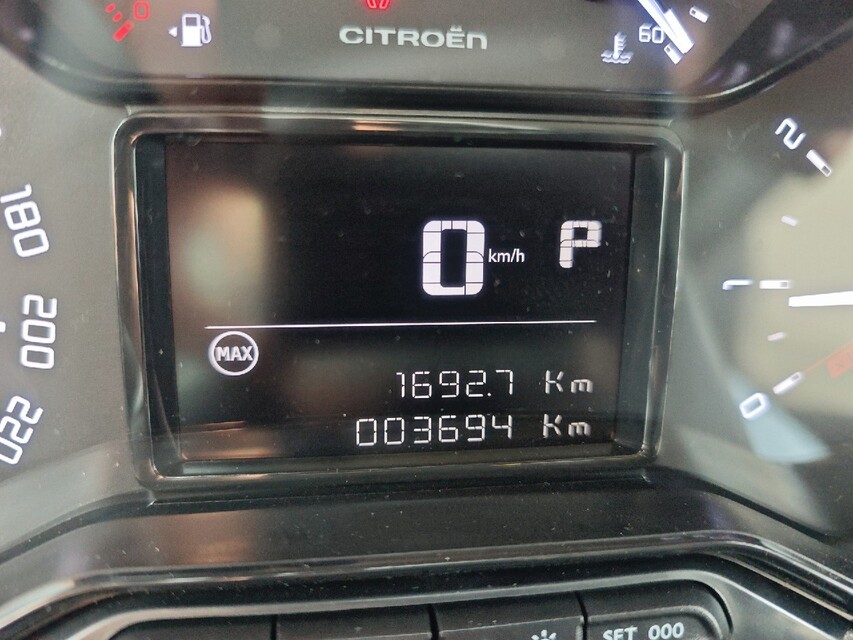 CITROËN
60
2
180
0 km/h P
1
200
MAX
1692.7 Km
003694 Km
0
220
SET 000